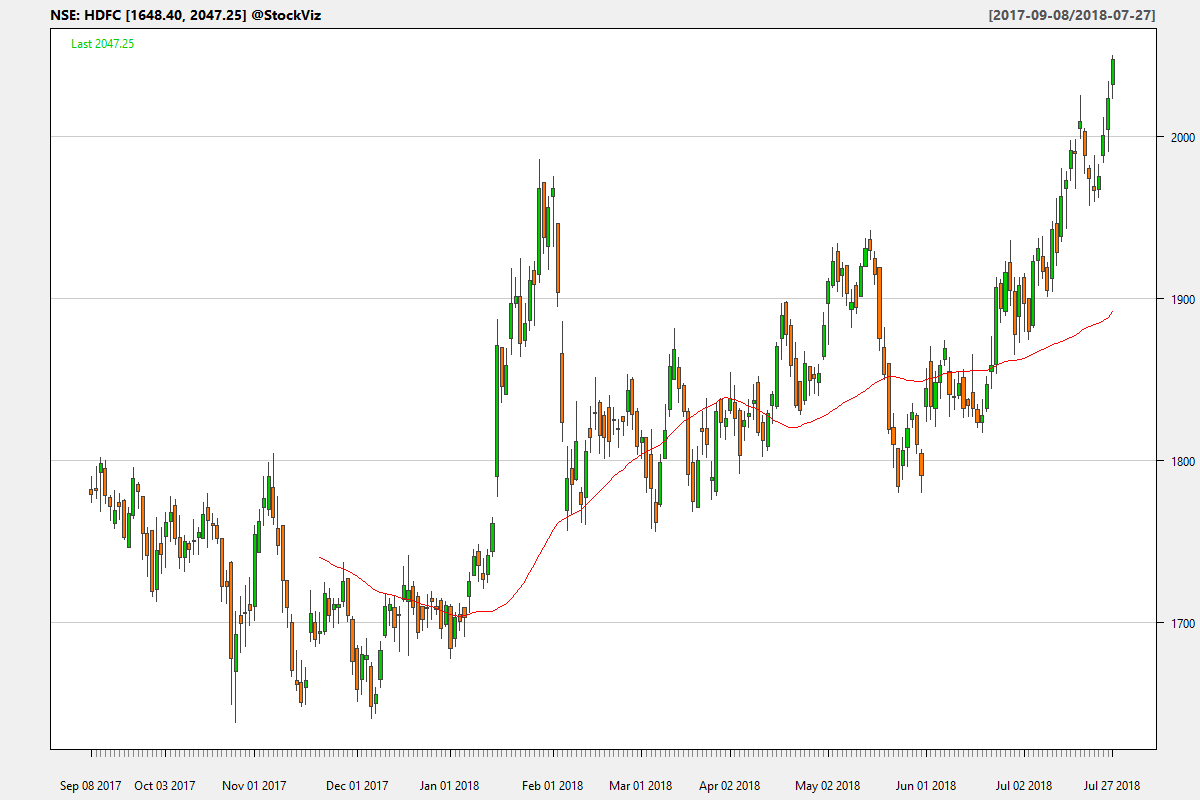 NSE: HDFC [1648.40, 2047.25] @StockViz [2017-09-08/2018-07-27]
Last 2047.25
2000
1900
1800
1700
Sep 08 2017 Oct 03 2017 Nov 01 2017 Dec 01 2017 Jan 01 2018 Feb 01 2018 Mar 01 2018 Apr 02 2018 May 02 2018 Jun 01 2018 Jul 02 2018 Jul 27 2018